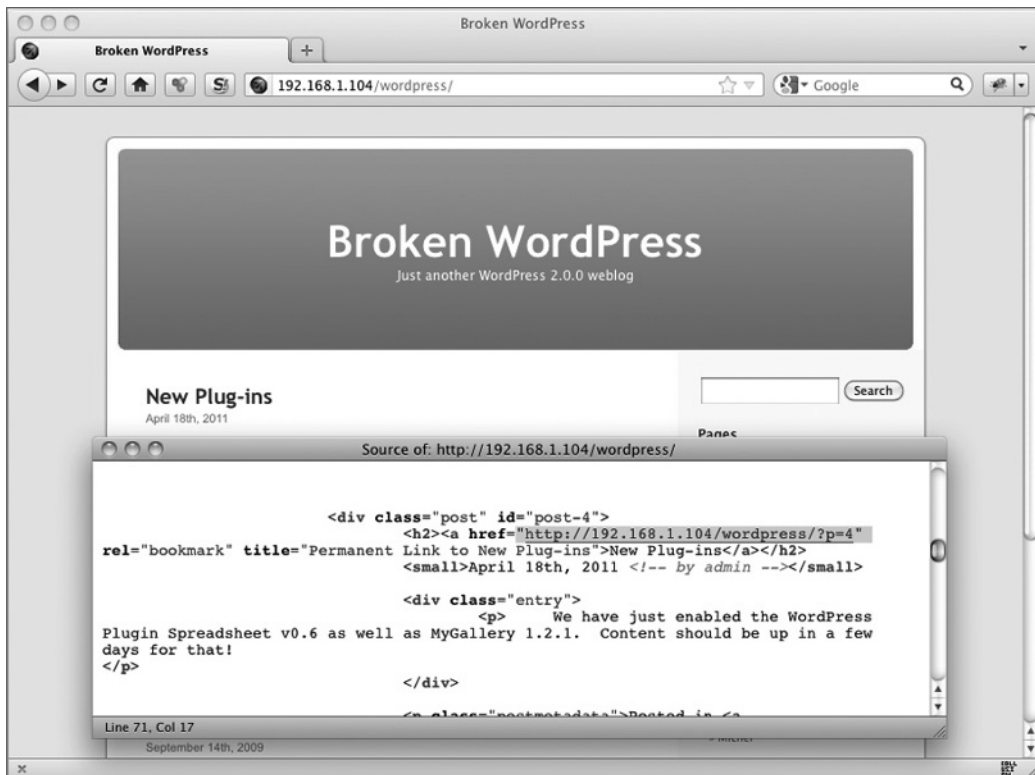 Broken WordPress
Broken WordPress
192.168.1.104/wordpress/
Google
Broken WordPress
Just another WordPress 2.0.0 weblog
New Plug-ins
April 18th, 2011
Search
Pages
Source of: http://192.168.1.104/wordpress/
<div class="post" id="post-4">
<h2><a href="http://192.168.1.104/wordpress/?p=4"
rel="bookmark" title="Permanent Link to New Plug-ins">New Plug-ins</a></h2>
<small>April 18th, 2011 <!-- by admin --></small>
<div class="entry">
<p> We have just enabled the WordPress
Plugin Spreadsheet v0.6 as well as MyGallery 1.2.1. Content should be up in a few
days for that!
</p>
</div>
<p class="postmetadata">Posted in <a
Line 71, Col 17
September 14th, 2009
» Michel